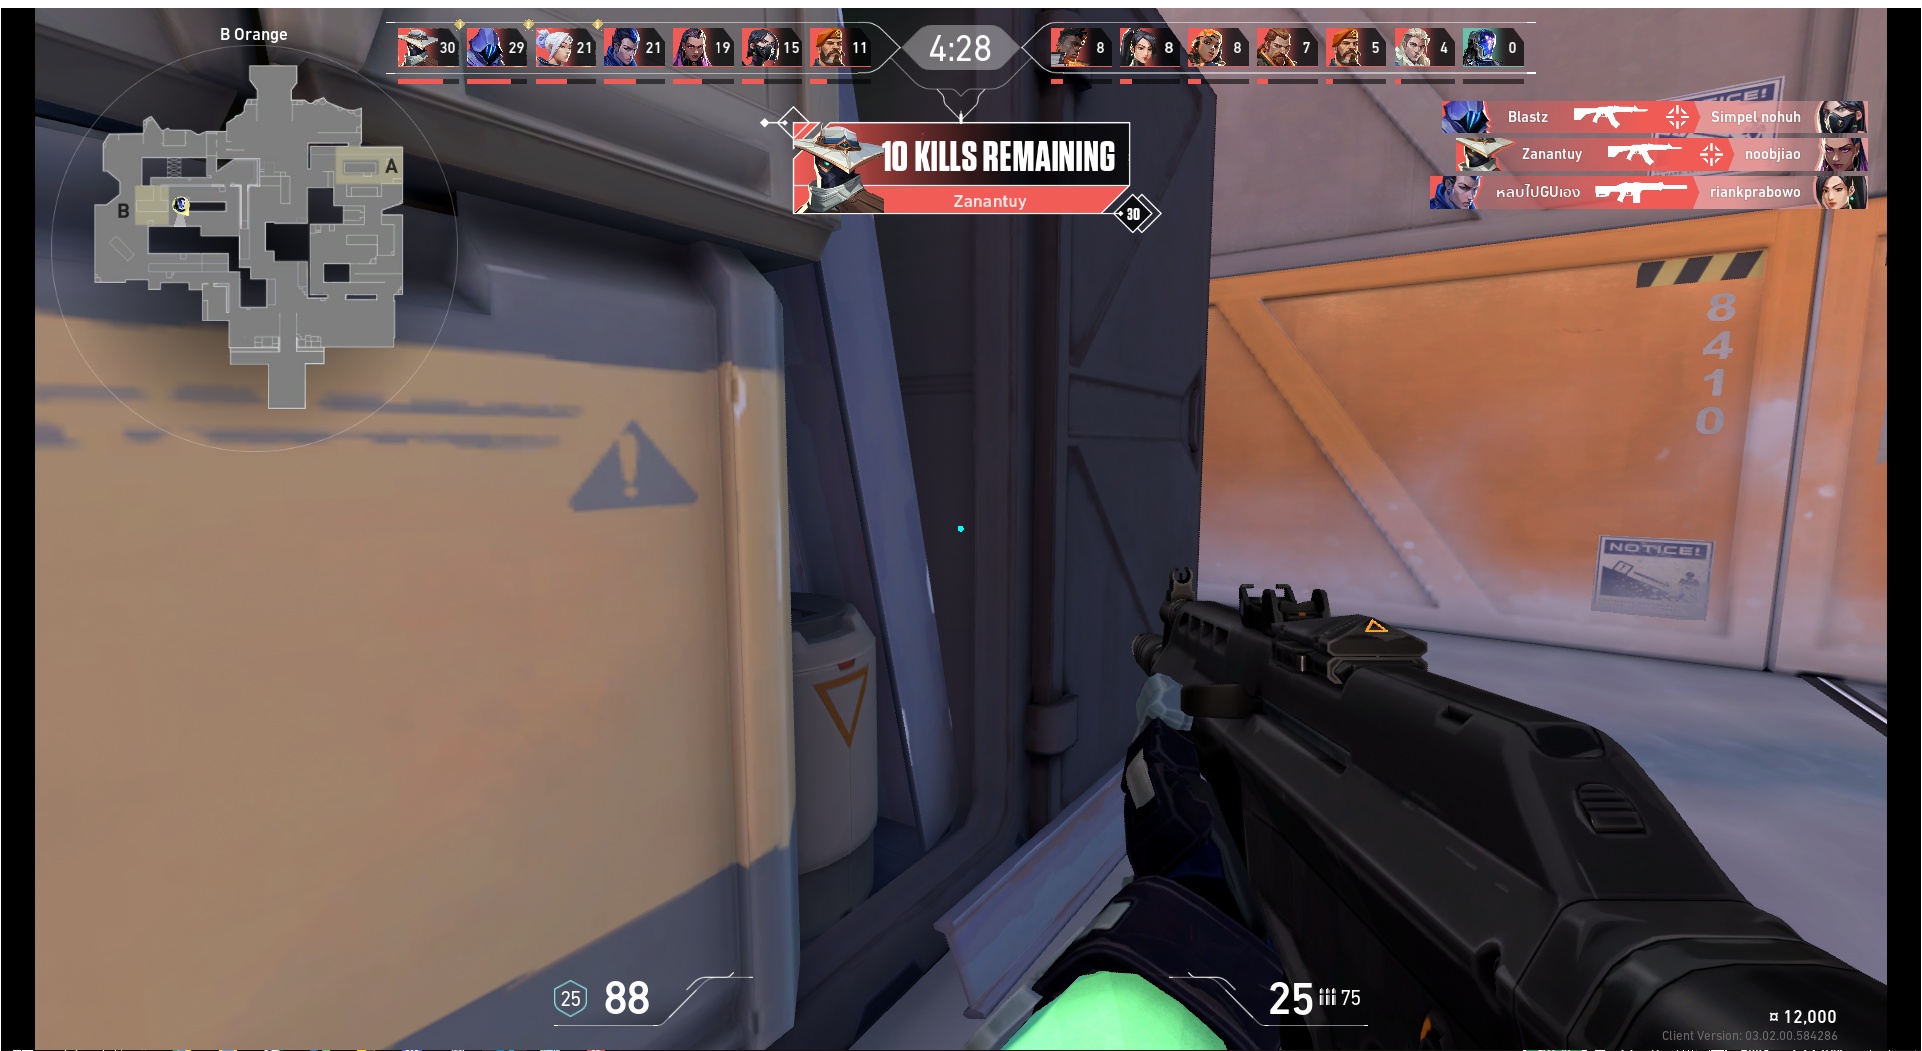 B Orange
30 29 21 21 19 15 11
4:28
8 8 8 7 5 4 0
A
B
10 KILLS REMAINING
Zanantuy
30
Blastz Simpel nohuh
Zanantuy noobjiao
หลบไปGUเอง riankprabowo
8
4
1
0
NOTICE!
25 88
25 75
¤ 12,000
Client Version: 03.02.00.584286